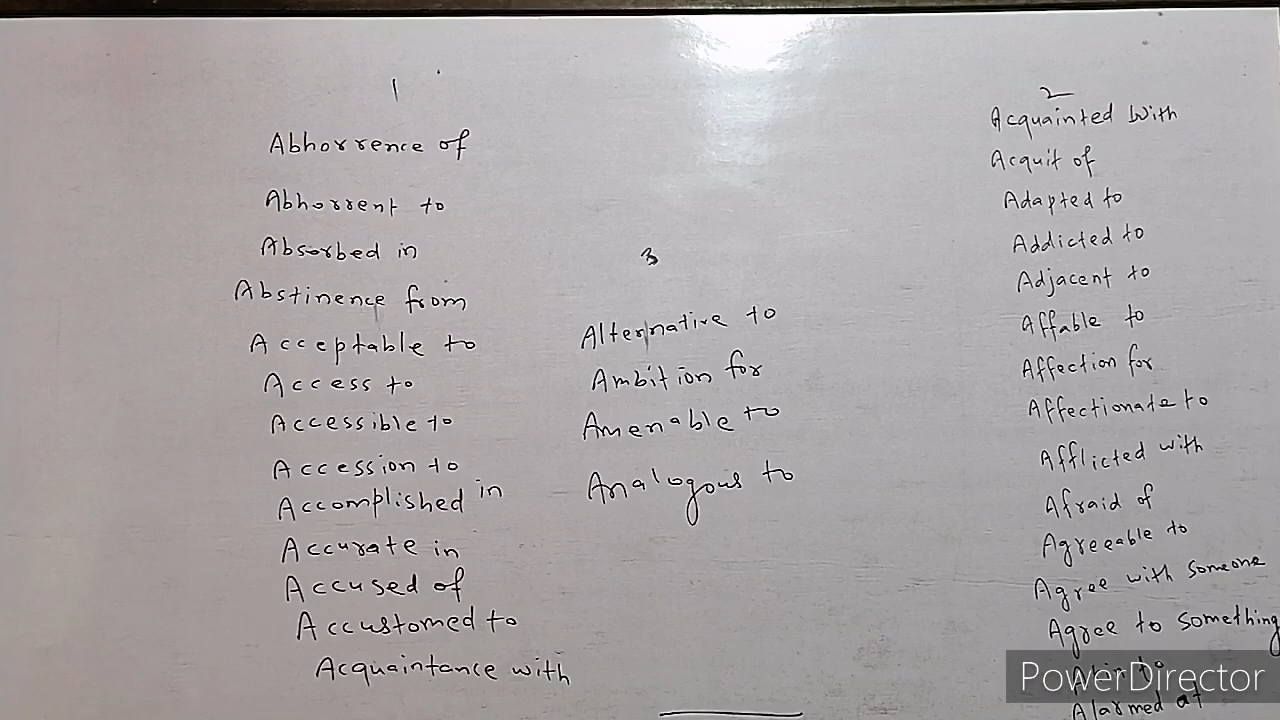 1
Abhorrence of
Abhorrent to
Absorbed in
Abstinence from
Acceptable to
Access to
Accessible to
Accession to
Accomplished in
Accurate in
Accused of
Accustomed to
Acquaintance with
2
Acquainted with
Acquit of
Adapted to
Addicted to
Adjacent to
Affable to
Affection for
Affectionate to
Afflicted with
Afraid of
Agreeable to
Agree with someone
Agree to something
Akin to
Alarmed at
3
Alternative to
Ambition for
Amenable to
Analogous to
PowerDirector